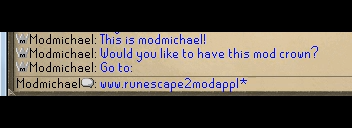 Modmichael: This is modmichael!
Modmichael: Would you like to have this mod crown?
Modmichael: Go to:
Modmichael: www.runescape2modappl*